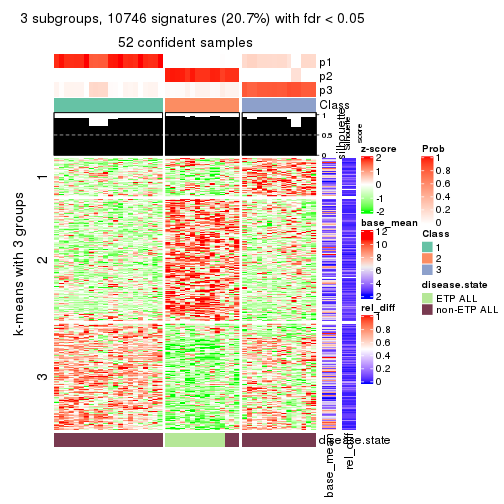 3 subgroups, 10746 signatures (20.7%) with fdr < 0.05
52 confident samples
p1
p2
p3
Class
1
0.5
0
silhouette
silhouette
score
k-means with 3 groups
1
2
3
disease.state
base_mean
rel_diff
z-score
2
1
0
-1
-2
base_mean
12
10
8
6
4
2
rel_diff
1
0.8
0.6
0.4
0.2
0
Prob
1
0.8
0.6
0.4
0.2
0
Class
1
2
3
disease.state
ETP ALL
non-ETP ALL